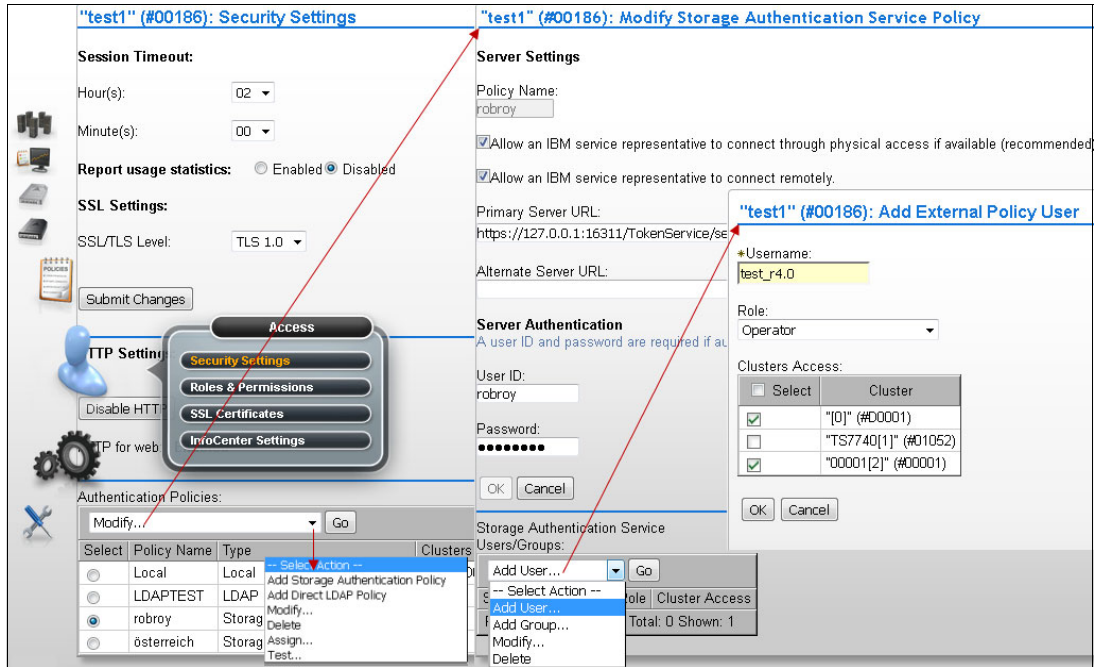 "test1" (#00186): Security Settings
Session Timeout:
Hour(s): 02
Minute(s): 00
Report usage statistics: Enabled Disabled
SSL Settings:
SSL/TLS Level: TLS 1.0
POLICIES
Submit Changes
Access
Security Settings
Roles & Permissions
SSL Certificates
InfoCenter Settings
TTP Setting
Disable HTTP
TP for web
Authentication Policies:
Modify... Go
Select Policy Name Type Clusters
Local Local
LDAPTEST LDAP
robroy Storag
österreich Storag
-- Select Action --
Add Storage Authentication Policy
Add Direct LDAP Policy
Modify...
Delete
Assign...
Test...
"test1" (#00186): Modify Storage Authentication Service Policy
Server Settings
Policy Name:
robroy
Allow an IBM service representative to connect through physical access if available (recommended)
Allow an IBM service representative to connect remotely.
Primary Server URL:
https://127.0.0.1:16311/TokenService/se
Alternate Server URL:
Server Authentication
A user ID and password are required if au
User ID:
robroy
Password:
●●●●●●●●
OK Cancel
Storage Authentication Service
Users/Groups:
Add User... Go
S ole Cluster Access
Total: 0 Shown: 1
-- Select Action --
Add User...
Add Group...
Modify...
Delete
"test1" (#00186): Add External Policy User
*Username:
test_r4.0
Role:
Operator
Clusters Access:
Select Cluster
"[0]" (#D0001)
"TS7740[1]" (#01052)
"00001[2]" (#00001)
OK Cancel